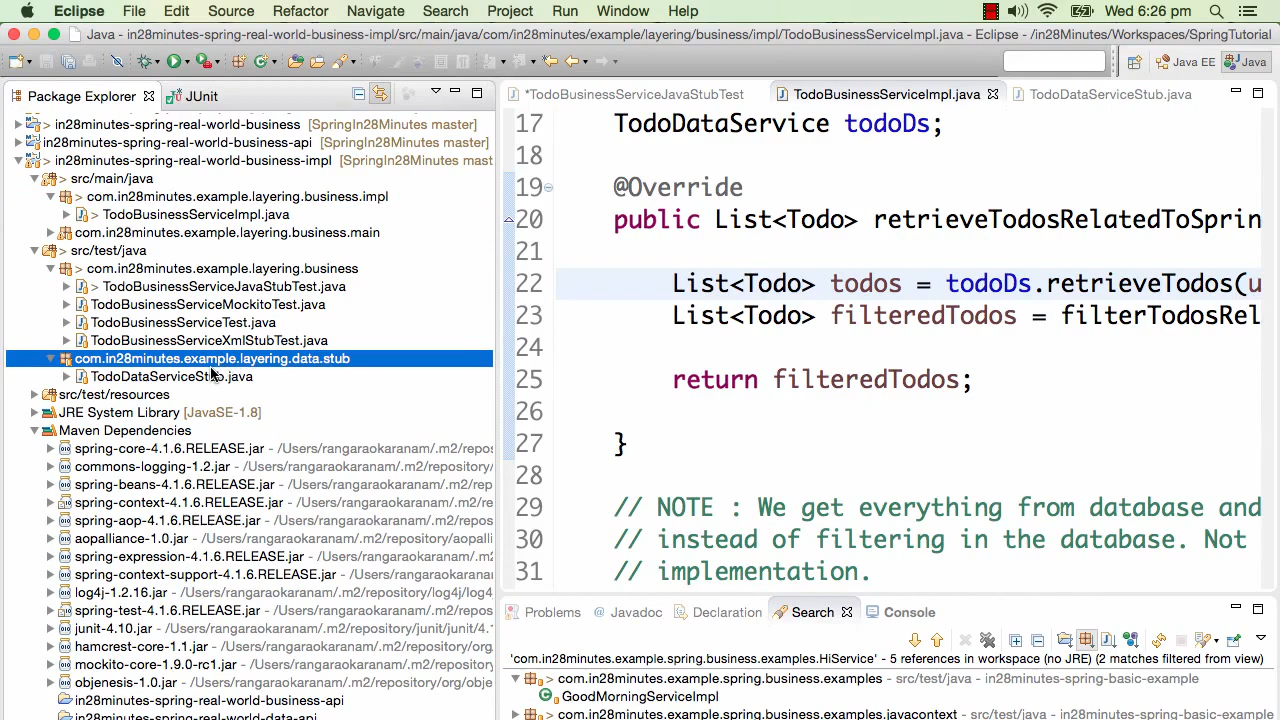 Eclipse File Edit Source Refactor Navigate Search Project Run Window Help Wed 6:26 pm
Java - in28minutes-spring-real-world-business-impl/src/main/java/com/in28minutes/example/layering/business/impl/TodoBusinessServiceImpl.java - Eclipse - /in28Minutes/Workspaces/SpringTutorial
Java EE Java
Package Explorer JUnit
> in28minutes-spring-real-world-business [SpringIn28Minutes master]
> in28minutes-spring-real-world-business-api [SpringIn28Minutes master]
> in28minutes-spring-real-world-business-impl [SpringIn28Minutes mast
> src/main/java
> com.in28minutes.example.layering.business.impl
> TodoBusinessServiceImpl.java
> com.in28minutes.example.layering.business.main
> src/test/java
> com.in28minutes.example.layering.business
> TodoBusinessServiceJavaStubTest.java
TodoBusinessServiceMockitoTest.java
TodoBusinessServiceTest.java
TodoBusinessServiceXmlStubTest.java
com.in28minutes.example.layering.data.stub
TodoDataServiceStub.java
src/test/resources
JRE System Library [JavaSE-1.8]
Maven Dependencies
spring-core-4.1.6.RELEASE.jar - /Users/rangaraokaranam/.m2/repos
commons-logging-1.2.jar - /Users/rangaraokaranam/.m2/repository/
spring-beans-4.1.6.RELEASE.jar - /Users/rangaraokaranam/.m2/rep
spring-context-4.1.6.RELEASE.jar - /Users/rangaraokaranam/.m2/re
spring-aop-4.1.6.RELEASE.jar - /Users/rangaraokaranam/.m2/repos
aopalliance-1.0.jar - /Users/rangaraokaranam/.m2/repository/aopalli
spring-expression-4.1.6.RELEASE.jar - /Users/rangaraokaranam/.m
spring-context-support-4.1.6.RELEASE.jar - /Users/rangaraokarana
log4j-1.2.16.jar - /Users/rangaraokaranam/.m2/repository/log4j/log4
spring-test-4.1.6.RELEASE.jar - /Users/rangaraokaranam/.m2/repos
junit-4.10.jar - /Users/rangaraokaranam/.m2/repository/junit/junit/4.
hamcrest-core-1.1.jar - /Users/rangaraokaranam/.m2/repository/org
mockito-core-1.9.0-rc1.jar - /Users/rangaraokaranam/.m2/repositor
objenesis-1.0.jar - /Users/rangaraokaranam/.m2/repository/org/obje
in28minutes-spring-real-world-business-api
in28minutes-spring-real-world-data-api
*TodoBusinessServiceJavaStubTest TodoBusinessServiceImpl.java TodoDataServiceStub.java
17 TodoDataService todoDs;
18
19 @Override
20 public List<Todo> retrieveTodosRelatedToSprin
21
22 List<Todo> todos = todoDs.retrieveTodos(u
23 List<Todo> filteredTodos = filterTodosRel
24
25 return filteredTodos;
26
27 }
28
29 // NOTE : We get everything from database and
30 // instead of filtering in the database. Not
31 // implementation.
Problems @ Javadoc Declaration Search Console
'com.in28minutes.example.spring.business.examples.HiService' - 5 references in workspace (no JRE) (2 matches filtered from view)
> com.in28minutes.example.spring.business.examples - src/test/java - in28minutes-spring-basic-example
GoodMorningServiceImpl
> com.in28minutes.example.spring.business.examples.javacontext - src/test/java - in28minutes-spring-basic-example